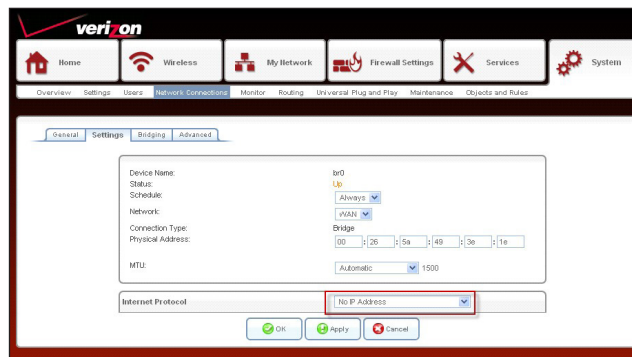 verizon
Home Wireless My Network Firewall Settings Services System
Overview Settings Users Network Connections Monitor Routing Universal Plug and Play Maintenance Objects and Rules
General Settings Bridging Advanced
Device Name: br0
Status: Up
Schedule: Always
Network: WAN
Connection Type: Bridge
Physical Address: 00 : 26 : 5a : 49 : 3e : 1e
MTU: Automatic 1500
Internet Protocol No IP Address
OK Apply Cancel